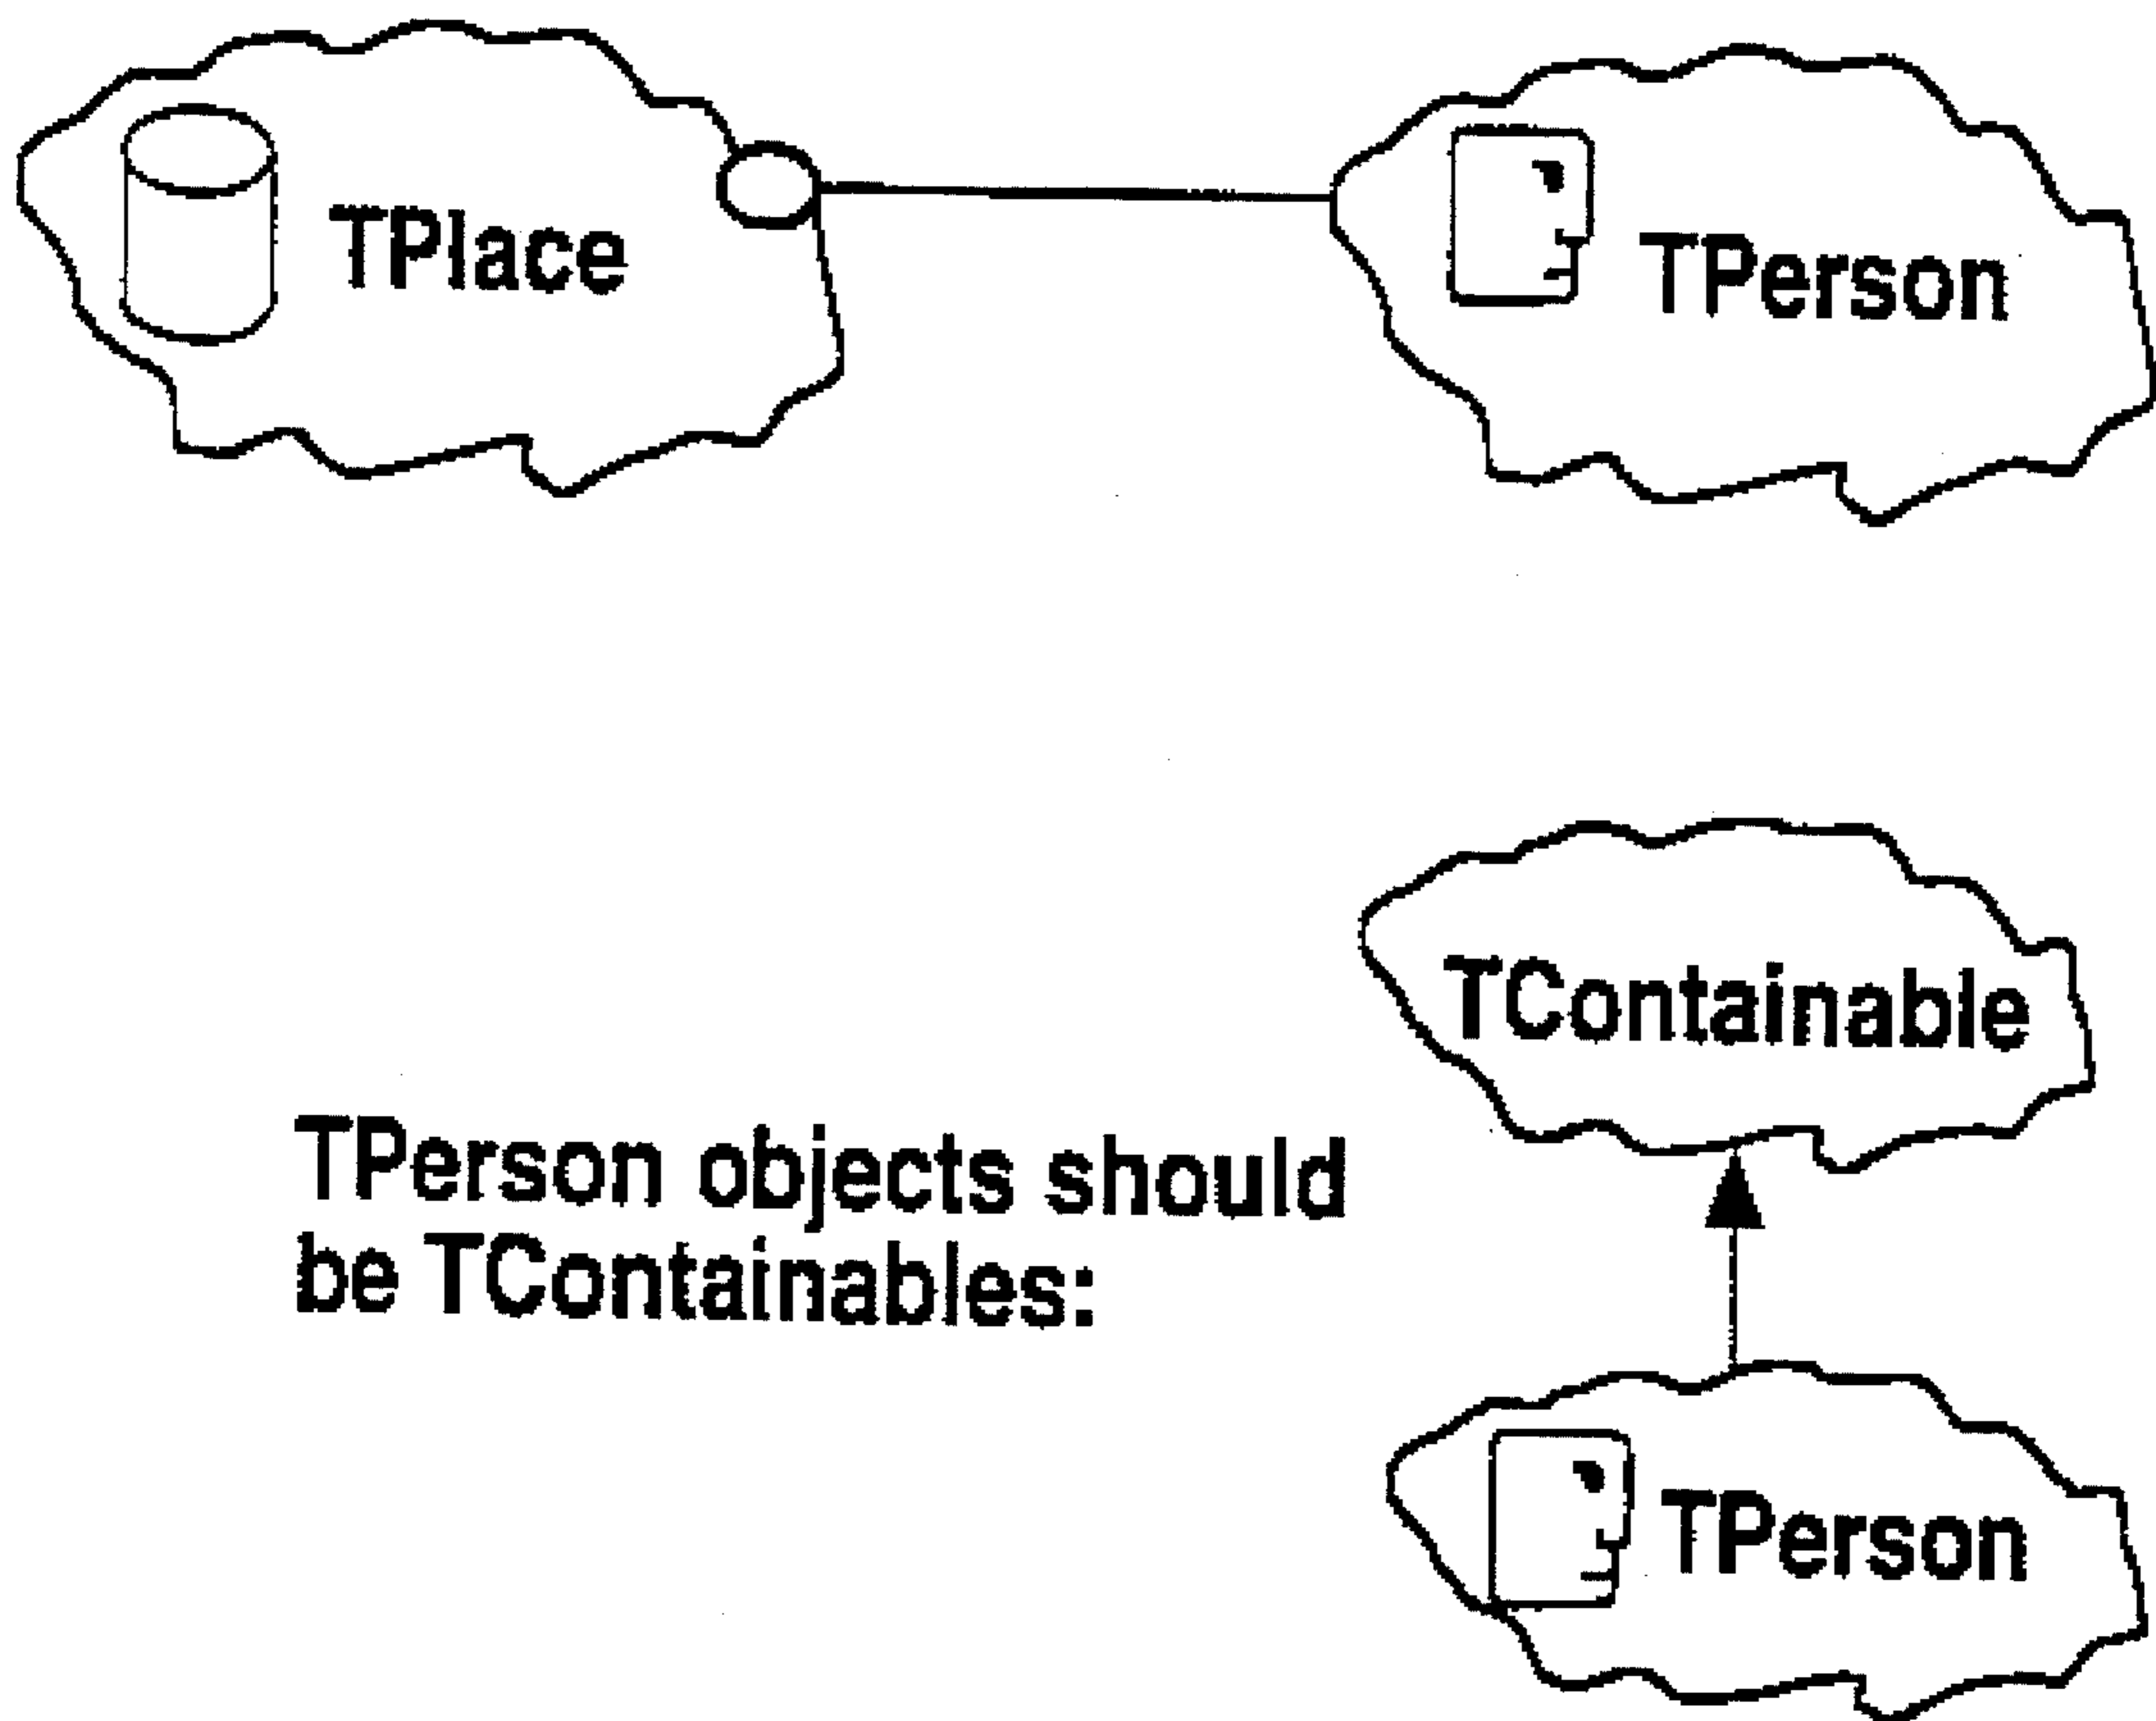 TPlace
TPerson
TContainable
TPerson objects should
be TContainables:
TPerson